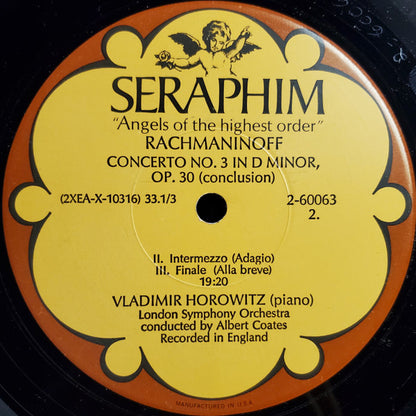 SERAPHIM
"Angels of the highest order"
RACHMANINOFF
CONCERTO NO. 3 IN D MINOR,
OP. 30 (conclusion)
(2XEA-X-10316) 33.1/3
2-60063
2.
II. Intermezzo (Adagio)
III. Finale (Alla breve)
19:20
VLADIMIR HOROWITZ (piano)
London Symphony Orchestra
conducted by Albert Coates
Recorded in England
MANUFACTURED IN U.S.A.